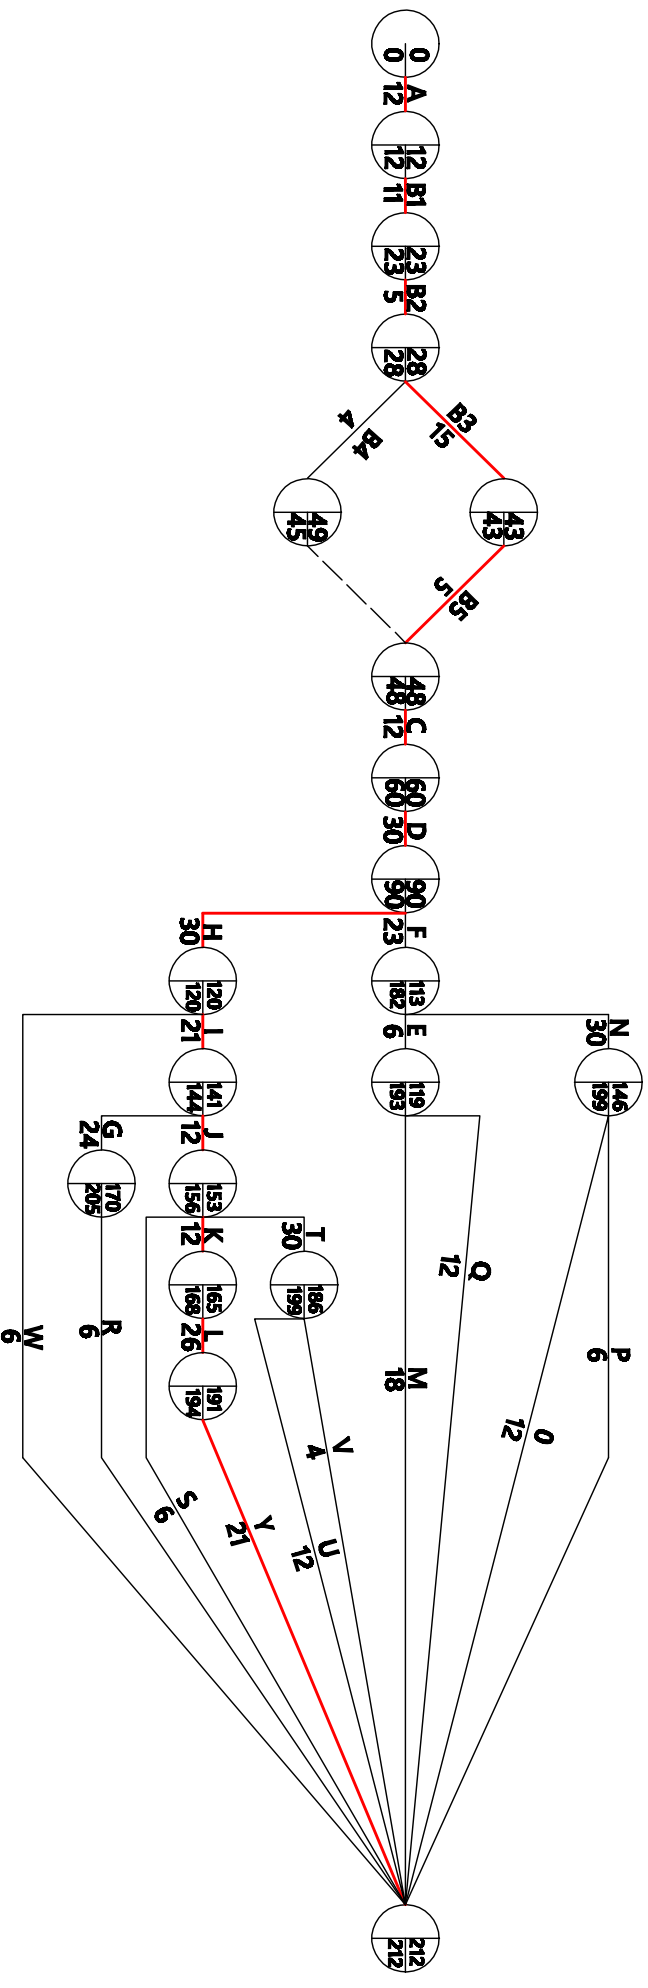 0
0
A
12
12
12
B1
11
23
23
B2
5
28
28
B3
15
B4
4
43
43
49
45
B5
5
48
48
C
12
60
60
D
30
90
90
F
23
H
30
113
182
120
120
N
30
E
6
I
21
146
199
119
193
141
144
J
12
G
24
153
156
170
205
T
30
K
12
Q
12
186
199
165
168
L
26
R
6
W
6
P
6
M
18
191
194
O
12
V
4
S
6
Y
21
U
12
212
212